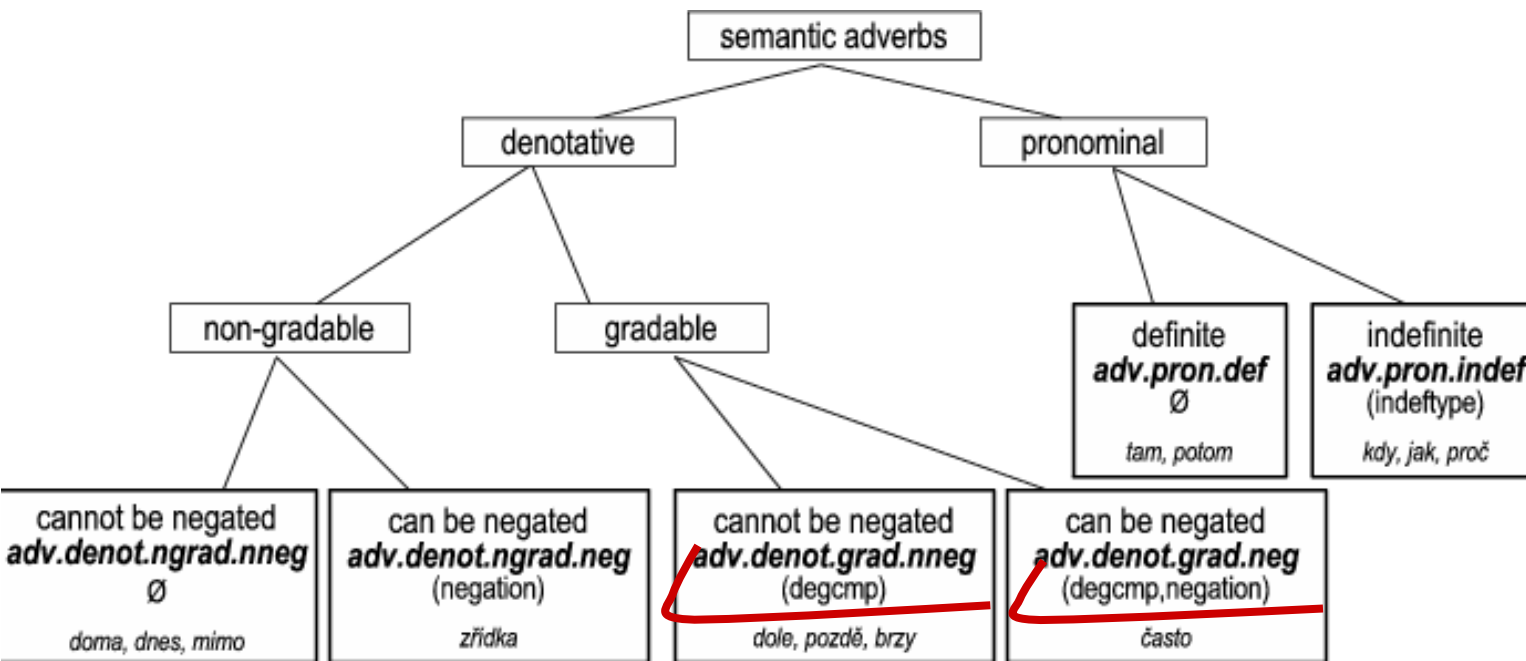 semantic adverbs
denotative
pronominal
non-gradable
gradable
definite
adv.pron.def
Ø
tam, potom
indefinite
adv.pron.indef
(indeftype)
kdy, jak, proč
cannot be negated
adv.denot.ngrad.nneg
Ø
doma, dnes, mimo
can be negated
adv.denot.ngrad.neg
(negation)
zřídka
cannot be negated
adv.denot.grad.nneg
(degcmp)
dole, pozdě, brzy
can be negated
adv.denot.grad.neg
(degcmp,negation)
často